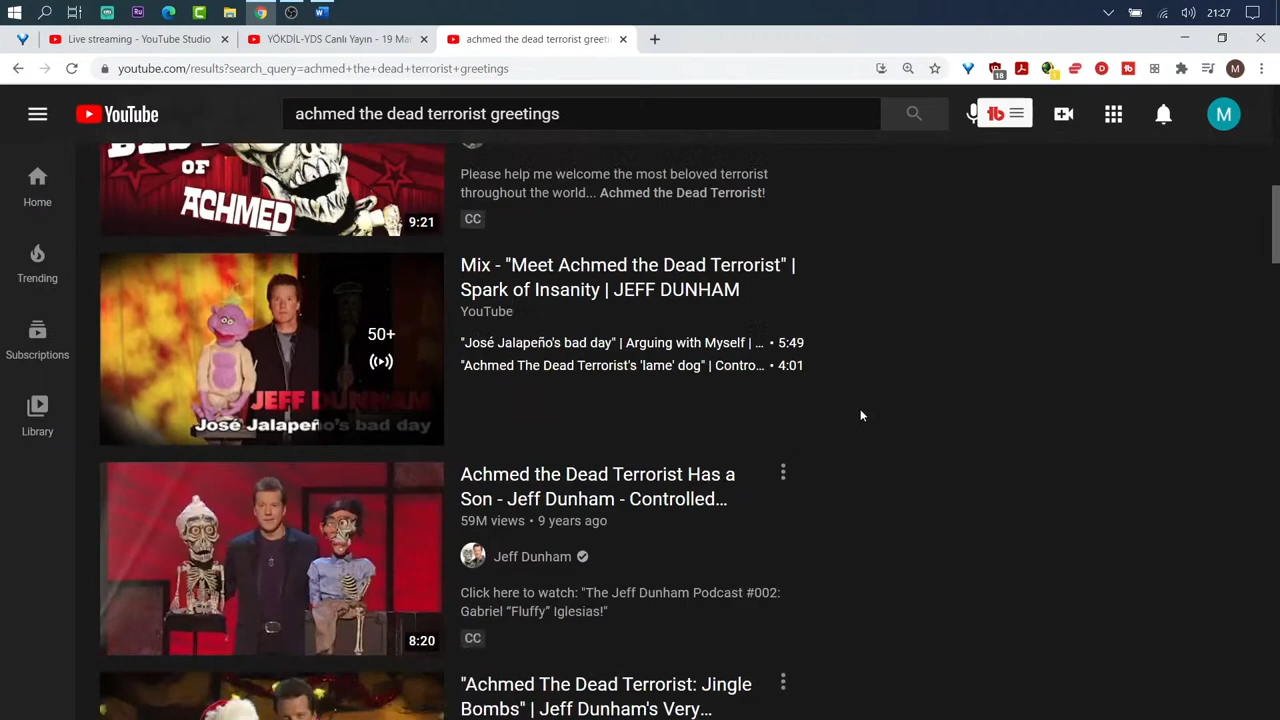 21:27
Live streaming - YouTube Studio
YÖKDİL-YDS Canlı Yayın - 19 Mar
achmed the dead terrorist greeti
youtube.com/results?search_query=achmed+the+dead+terrorist+greetings
18
1
M
YouTube
achmed the dead terrorist greetings
M
Home
Trending
Subscriptions
Library
BEST
OF
ACHMED
9:21
Please help me welcome the most beloved terrorist
throughout the world... Achmed the Dead Terrorist!
CC
50+
JEFF DUNHAM
José Jalapeño's bad day
Mix - "Meet Achmed the Dead Terrorist" |
Spark of Insanity | JEFF DUNHAM
YouTube
"José Jalapeño's bad day" | Arguing with Myself | ... • 5:49
"Achmed The Dead Terrorist's 'lame' dog" | Contro... • 4:01
8:20
Achmed the Dead Terrorist Has a
Son - Jeff Dunham - Controlled...
59M views • 9 years ago
Jeff Dunham
Click here to watch: "The Jeff Dunham Podcast #002:
Gabriel “Fluffy” Iglesias!"
CC
"Achmed The Dead Terrorist: Jingle
Bombs" | Jeff Dunham's Very...